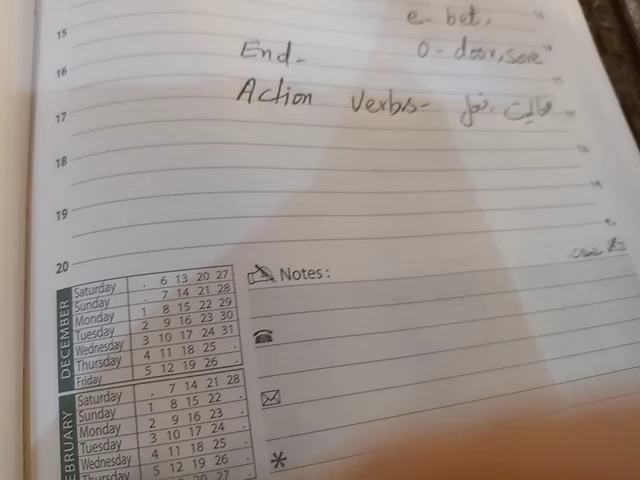 e- bet.
15
End-
o- door, sore
16
Action Verbs- فعل، فعالیت
17
18
19
20
Notes:
DECEMBER
Saturday . 6 13 20 27
Sunday . 7 14 21 28
Monday 1 8 15 22 29
Tuesday 2 9 16 23 30
Wednesday 3 10 17 24 31
Thursday 4 11 18 25 .
Friday 5 12 19 26 .
EBRUARY
Saturday . 7 14 21 28
Sunday 1 8 15 22 .
Monday 2 9 16 23 .
Tuesday 3 10 17 24 .
Wednesday 4 11 18 25 .
Thursday 5 12 19 26 .